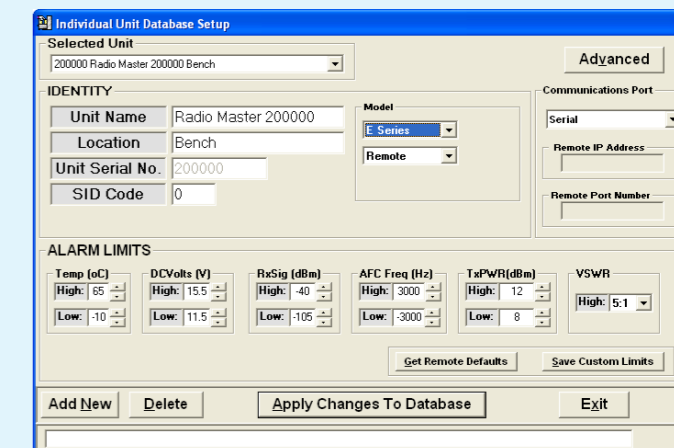 Individual Unit Database Setup
Selected Unit
200000 Radio Master 200000 Bench
Advanced
IDENTITY
Unit Name Radio Master 200000
Location Bench
Unit Serial No. 200000
SID Code 0
Model
E Series
Remote
Communications Port
Serial
Remote IP Address
Remote Port Number
ALARM LIMITS
Temp (oC) DCVolts (V) RxSig (dBm) AFC Freq (Hz) TxPWR(dBm) VSWR
High: 65 High: 15.5 High: -40 High: 3000 High: 12 High: 5:1
Low: -10 Low: 11.5 Low: -105 Low: -3000 Low: 8
Get Remote Defaults Save Custom Limits
Add New Delete Apply Changes To Database Exit